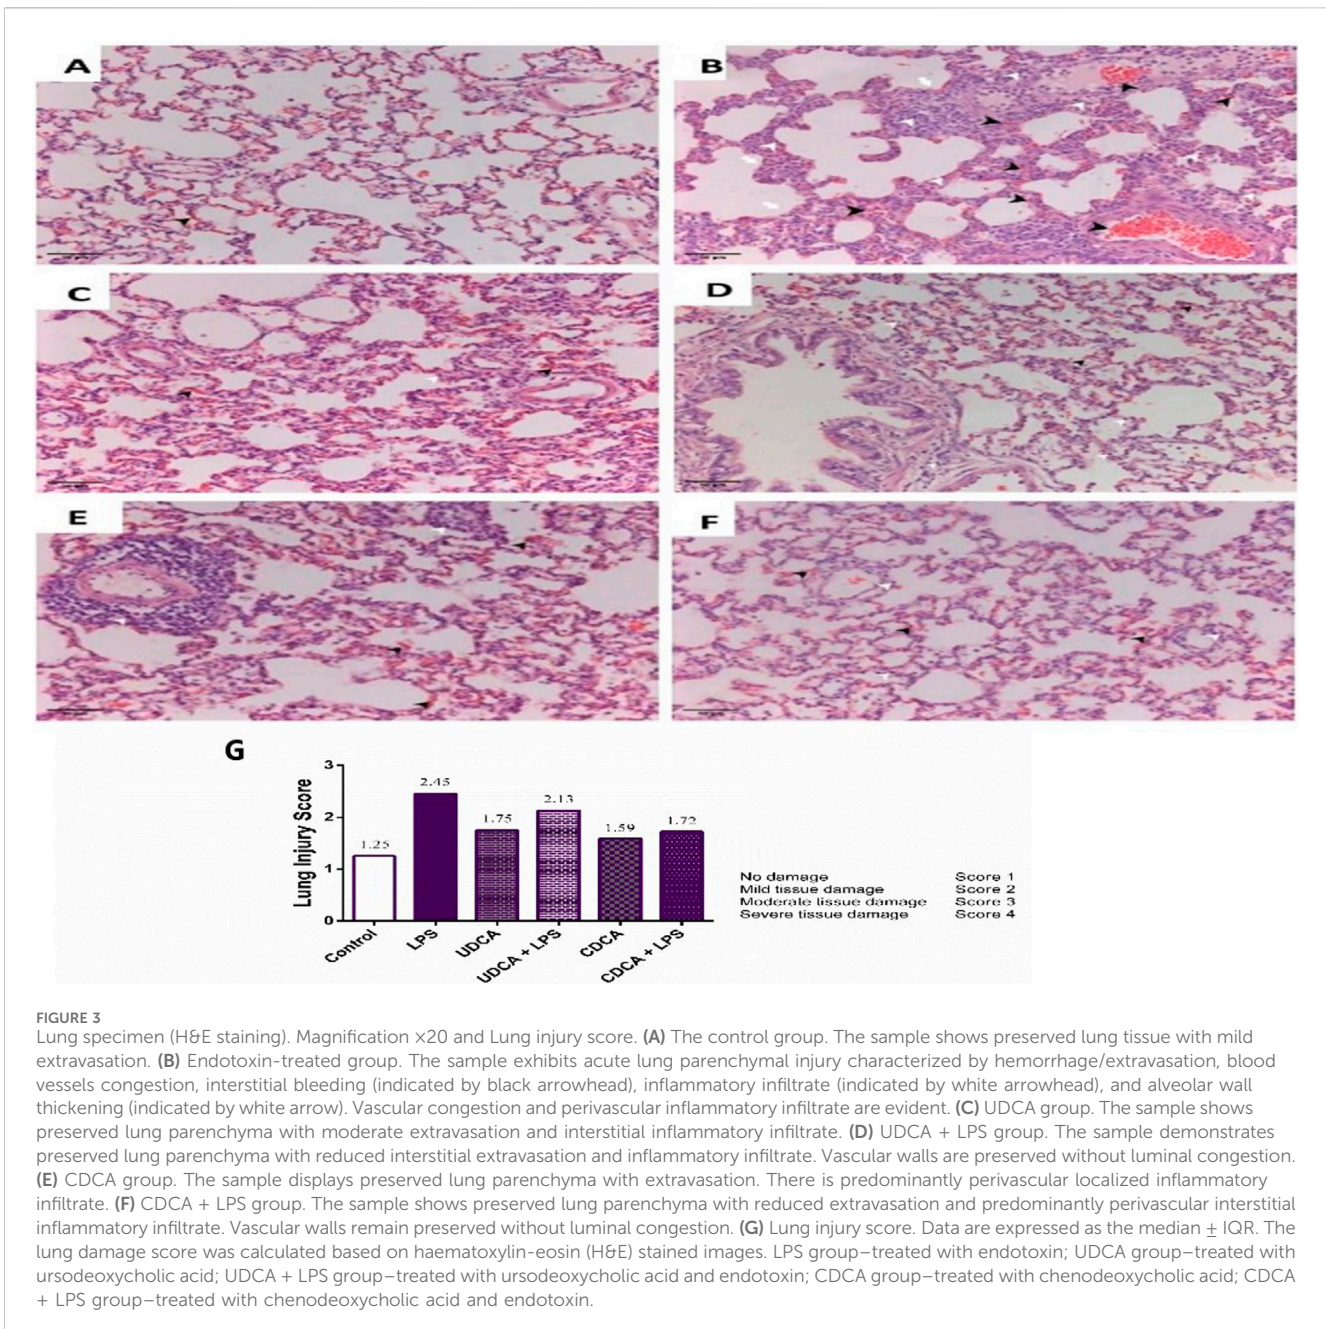 A
B
C
D
E
F
G
Lung Injury Score
3
2
1
0
1.25
2.45
1.75
2.13
1.59
1.72
Control
LPS
UDCA
UDCA + LPS
CDCA
CDCA + LPS
No damage Score 1
Mild tissue damage Score 2
Moderate tissue damage Score 3
Severe tissue damage Score 4
FIGURE 3
Lung specimen (H&E staining). Magnification ×20 and Lung injury score. (A) The control group. The sample shows preserved lung tissue with mild
extravasation. (B) Endotoxin-treated group. The sample exhibits acute lung parenchymal injury characterized by hemorrhage/extravasation, blood
vessels congestion, interstitial bleeding (indicated by black arrowhead), inflammatory infiltrate (indicated by white arrowhead), and alveolar wall
thickening (indicated by white arrow). Vascular congestion and perivascular inflammatory infiltrate are evident. (C) UDCA group. The sample shows
preserved lung parenchyma with moderate extravasation and interstitial inflammatory infiltrate. (D) UDCA + LPS group. The sample demonstrates
preserved lung parenchyma with reduced interstitial extravasation and inflammatory infiltrate. Vascular walls are preserved without luminal congestion.
(E) CDCA group. The sample displays preserved lung parenchyma with extravasation. There is predominantly perivascular localized inflammatory
infiltrate. (F) CDCA + LPS group. The sample shows preserved lung parenchyma with reduced extravasation and predominantly perivascular interstitial
inflammatory infiltrate. Vascular walls remain preserved without luminal congestion. (G) Lung injury score. Data are expressed as the median ± IQR. The
lung damage score was calculated based on haematoxylin-eosin (H&E) stained images. LPS group–treated with endotoxin; UDCA group–treated with
ursodeoxycholic acid; UDCA + LPS group–treated with ursodeoxycholic acid and endotoxin; CDCA group–treated with chenodeoxycholic acid; CDCA
+ LPS group–treated with chenodeoxycholic acid and endotoxin.